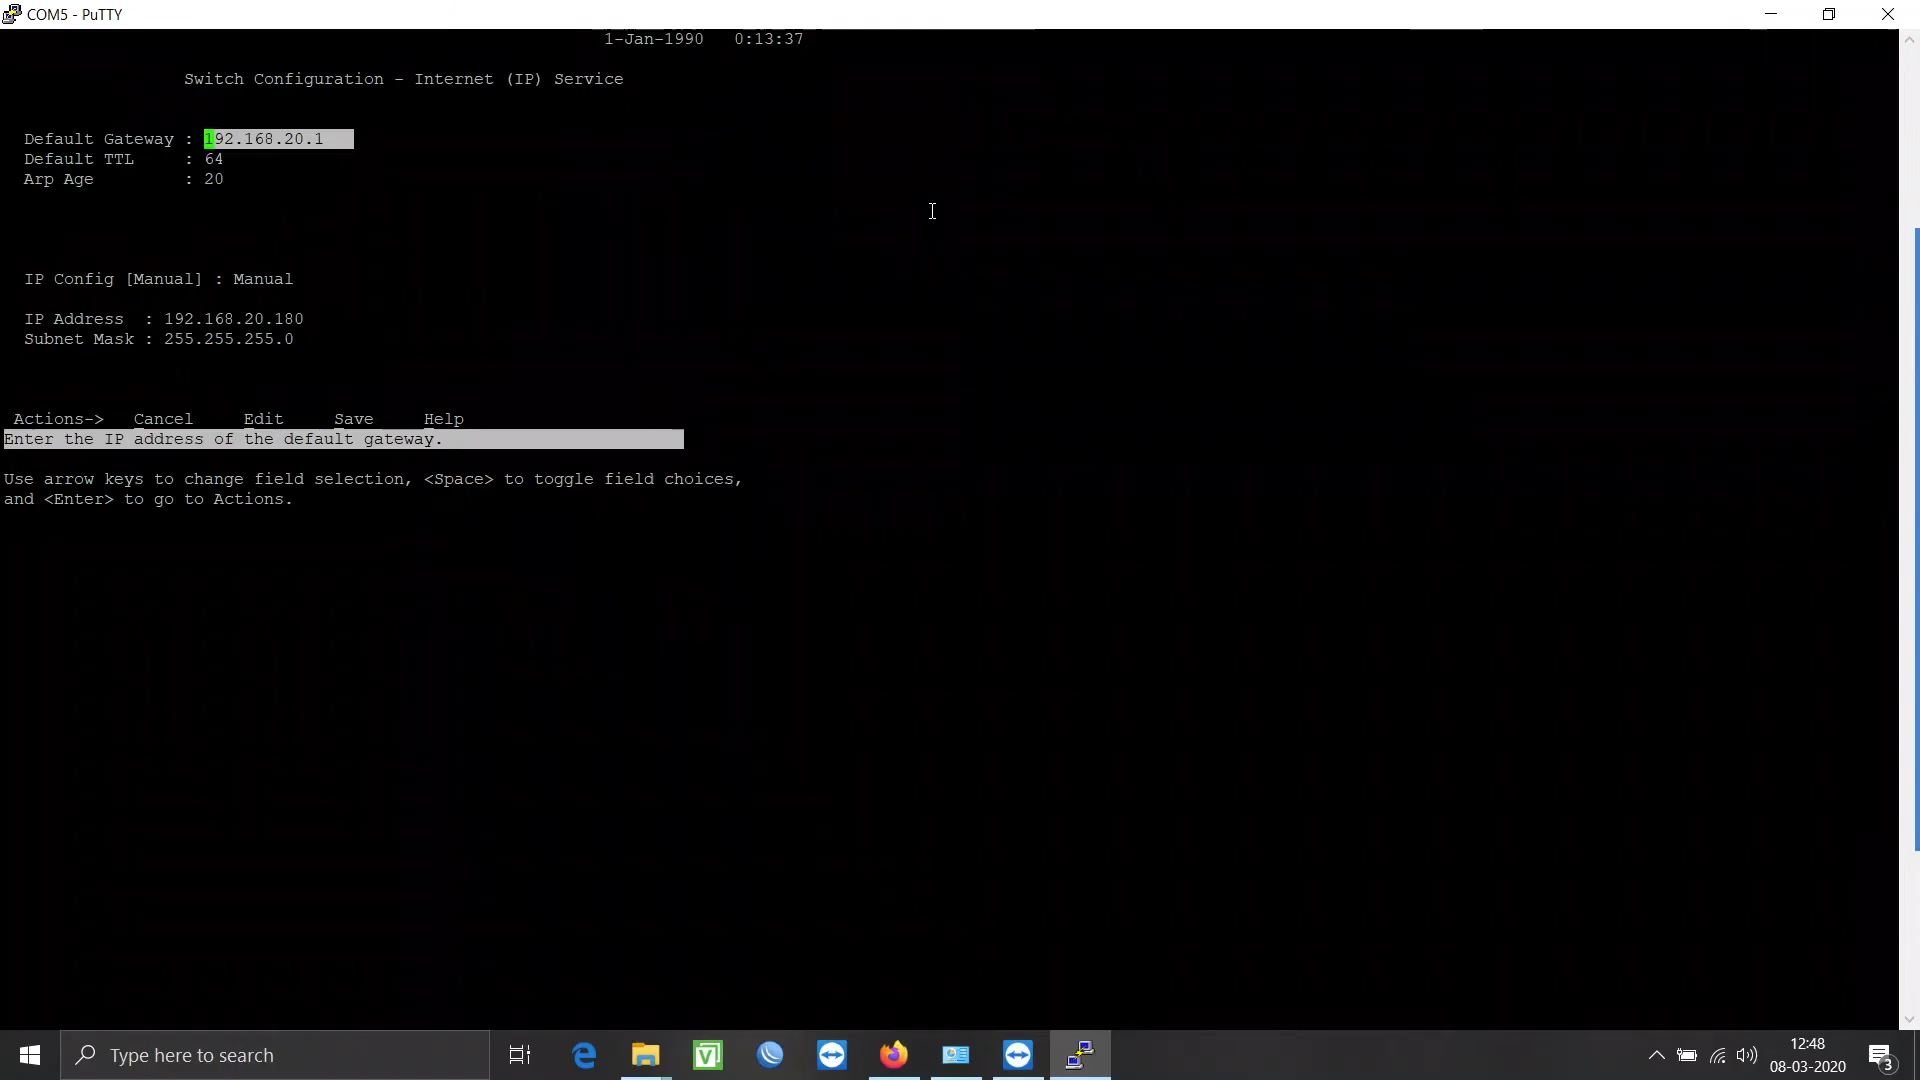 COM5 - PuTTY
1-Jan-1990   0:13:37
Switch Configuration - Internet (IP) Service
Default Gateway : 192.168.20.1
Default TTL     : 64
Arp Age         : 20
IP Config [Manual] : Manual
IP Address  : 192.168.20.180
Subnet Mask : 255.255.255.0
Actions->   Cancel     Edit     Save     Help
Enter the IP address of the default gateway.
Use arrow keys to change field selection, <Space> to toggle field choices,
and <Enter> to go to Actions.
Type here to search
12:48
08-03-2020
3